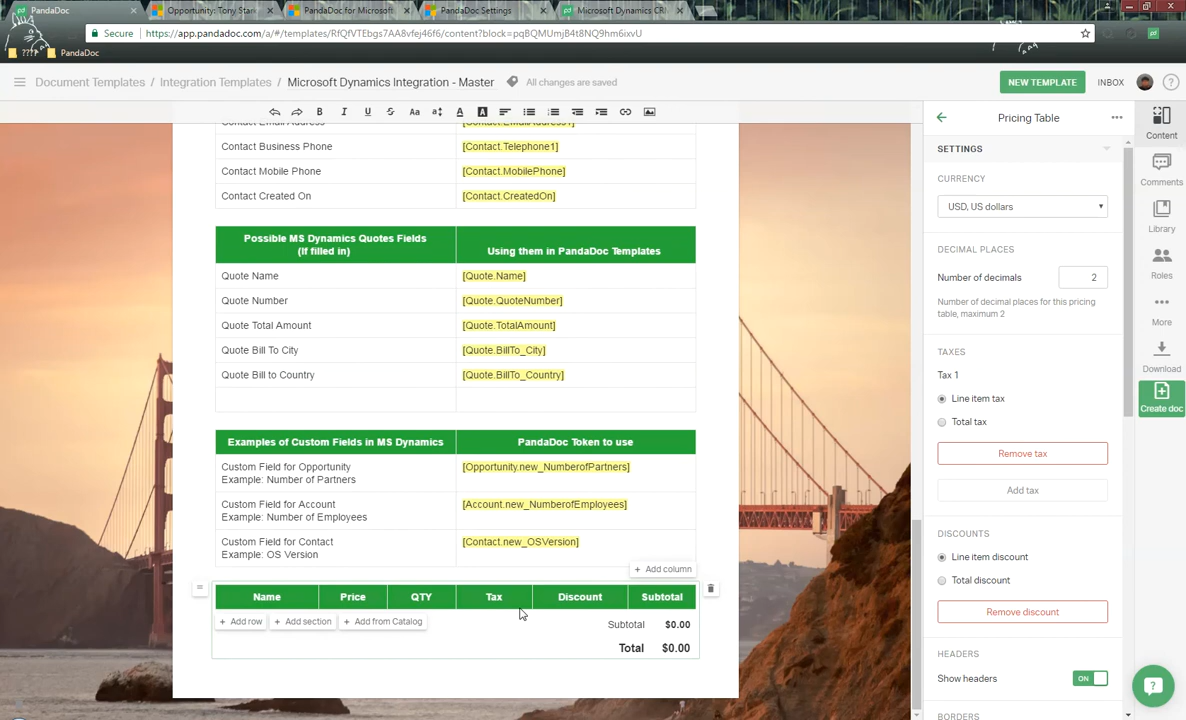 PandaDoc
Opportunity: Tony Stark
PandaDoc for Microsoft
PandaDoc Settings
Microsoft Dynamics CRM
Secure https://app.pandadoc.com/a/#/templates/RfQfVTEbgs7AA8vfej46f6/content?block=pqBQMUmjB4t8NQ9hm6ixvU
???? PandaDoc
Document Templates / Integration Templates / Microsoft Dynamics Integration - Master All changes are saved
NEW TEMPLATE INBOX ?
B I U S Aa A A
Contact Email Address [Contact.EmailAddress1]
Contact Business Phone [Contact.Telephone1]
Contact Mobile Phone [Contact.MobilePhone]
Contact Created On [Contact.CreatedOn]
Possible MS Dynamics Quotes Fields
(If filled in) Using them in PandaDoc Templates
Quote Name [Quote.Name]
Quote Number [Quote.QuoteNumber]
Quote Total Amount [Quote.TotalAmount]
Quote Bill To City [Quote.BillTo_City]
Quote Bill to Country [Quote.BillTo_Country]
Examples of Custom Fields in MS Dynamics PandaDoc Token to use
Custom Field for Opportunity [Opportunity.new_NumberofPartners]
Example: Number of Partners
Custom Field for Account [Account.new_NumberofEmployees]
Example: Number of Employees
Custom Field for Contact [Contact.new_OSVersion]
Example: OS Version
+ Add column
Name Price QTY Tax Discount Subtotal
+ Add row + Add section + Add from Catalog Subtotal $0.00
Total $0.00
Pricing Table
SETTINGS
CURRENCY
USD, US dollars
DECIMAL PLACES
Number of decimals 2
Number of decimal places for this pricing
table, maximum 2
TAXES
Tax 1
Line item tax
Total tax
Remove tax
Add tax
DISCOUNTS
Line item discount
Total discount
Remove discount
HEADERS
Show headers ON
BORDERS
Content
Comments
Library
Roles
More
Download
Create doc
?